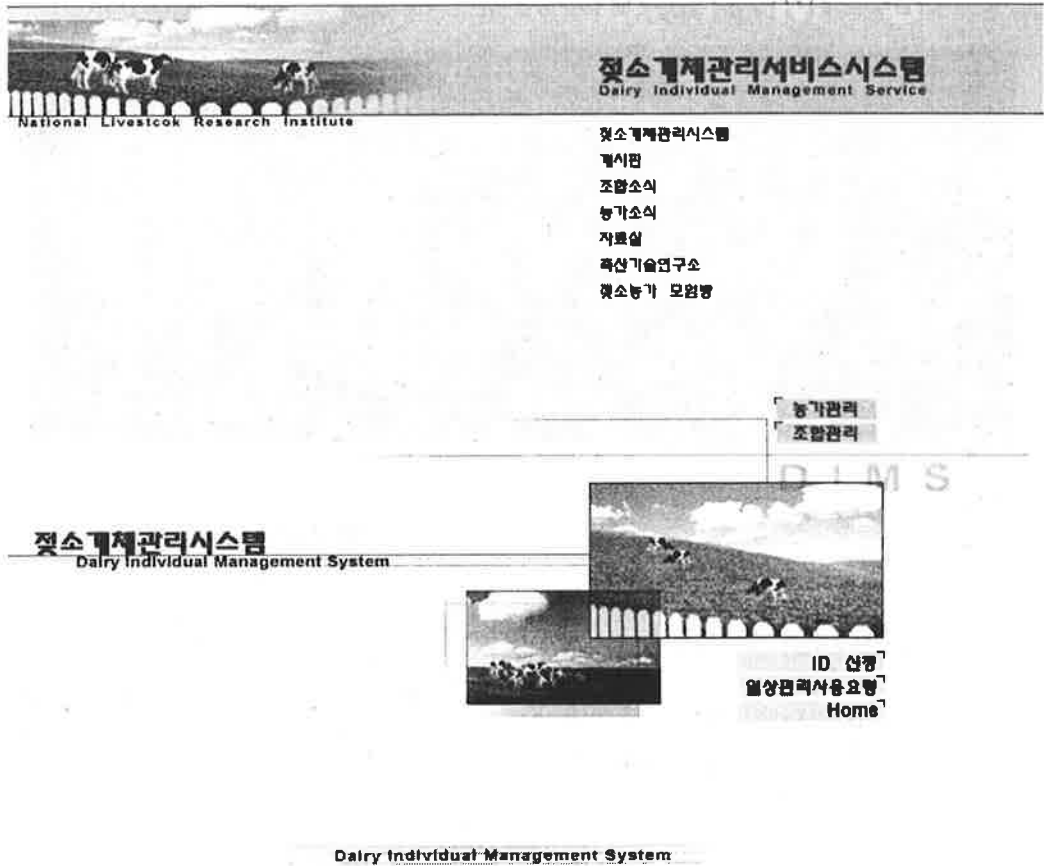 젖소개체관리서비스시스템
Dairy Individual Management Service
National Livestcok Research Institute
젖소개체관리시스템
게시판
조합소식
농가소식
자료실
축산기술연구소
젖소농가 모임방
농가관리
조합관리
DIMS
젖소개체관리시스템
Dairy Individual Management System
ID 신청
일상관리사용요령
Home
Dairy Individual Management System